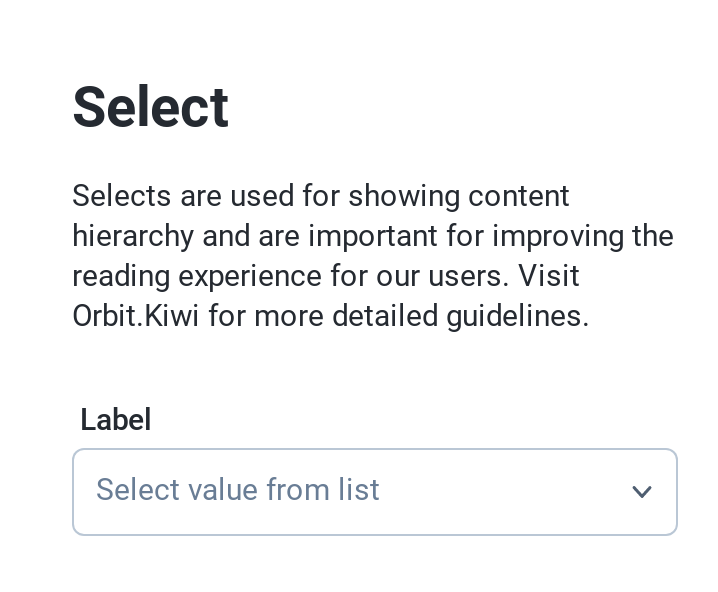 Select
Selects are used for showing content
hierarchy and are important for improving the
reading experience for our users. Visit
Orbit.Kiwi for more detailed guidelines.
Label
Select value from list